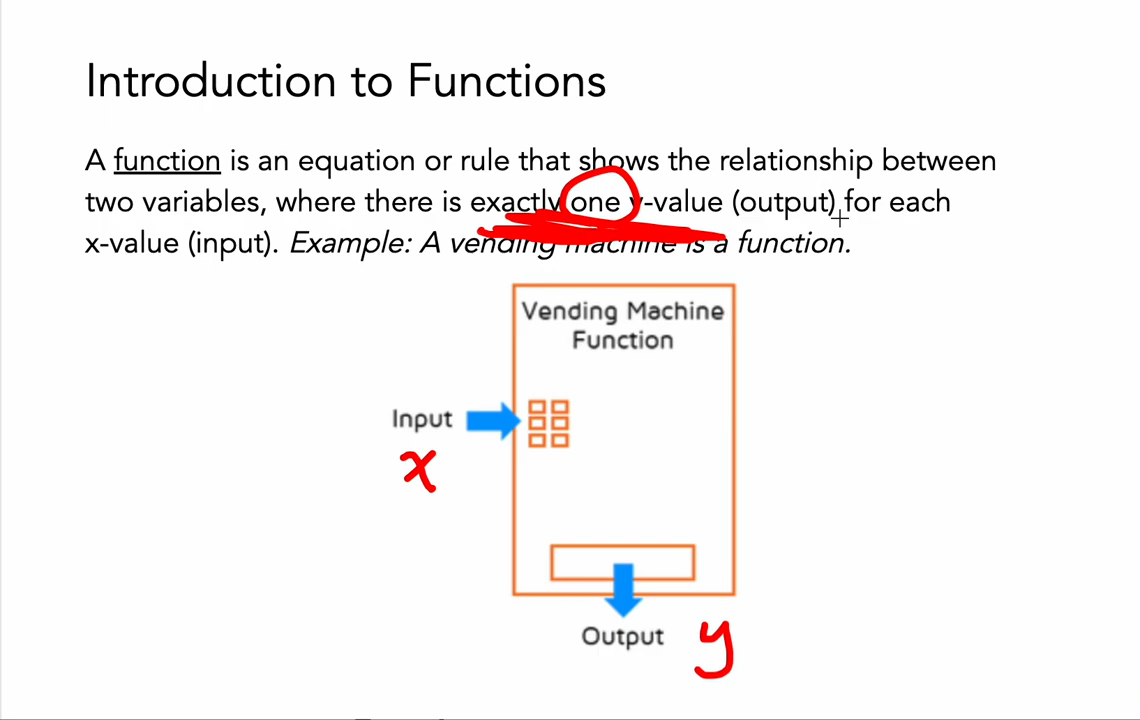 Introduction to Functions
A function is an equation or rule that shows the relationship between
two variables, where there is exactly one y-value (output) for each
x-value (input). Example: A vending machine is a function.
Vending Machine
Function
Input
x
Output
y